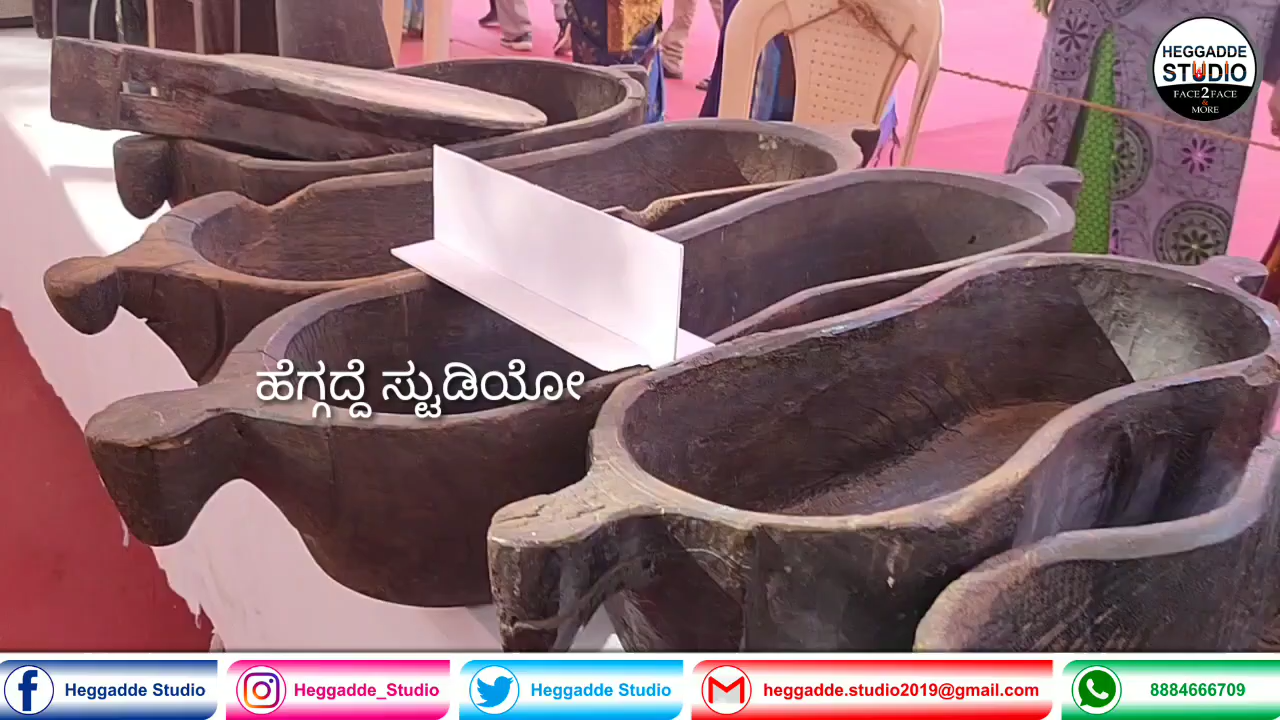 HEGGADDE
STUDIO
FACE2FACE
&
MORE
ಹೆಗ್ಗದ್ದೆ ಸ್ಟುಡಿಯೋ
Heggadde Studio
Heggadde_Studio
Heggadde Studio
heggadde.studio2019@gmail.com
8884666709